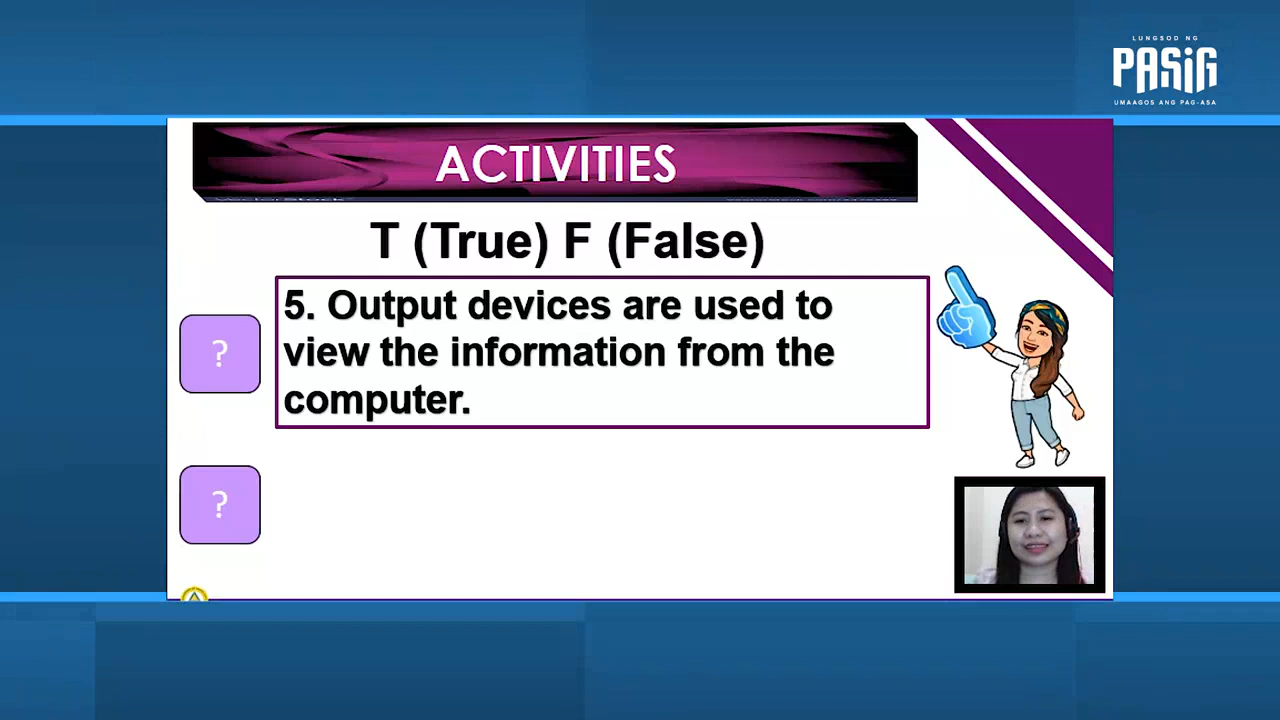 LUNGSOD NG
PASIG
UMAAGOS ANG PAG-ASA
ACTIVITIES
T (True) F (False)
5. Output devices are used to
view the information from the
computer.
?
?